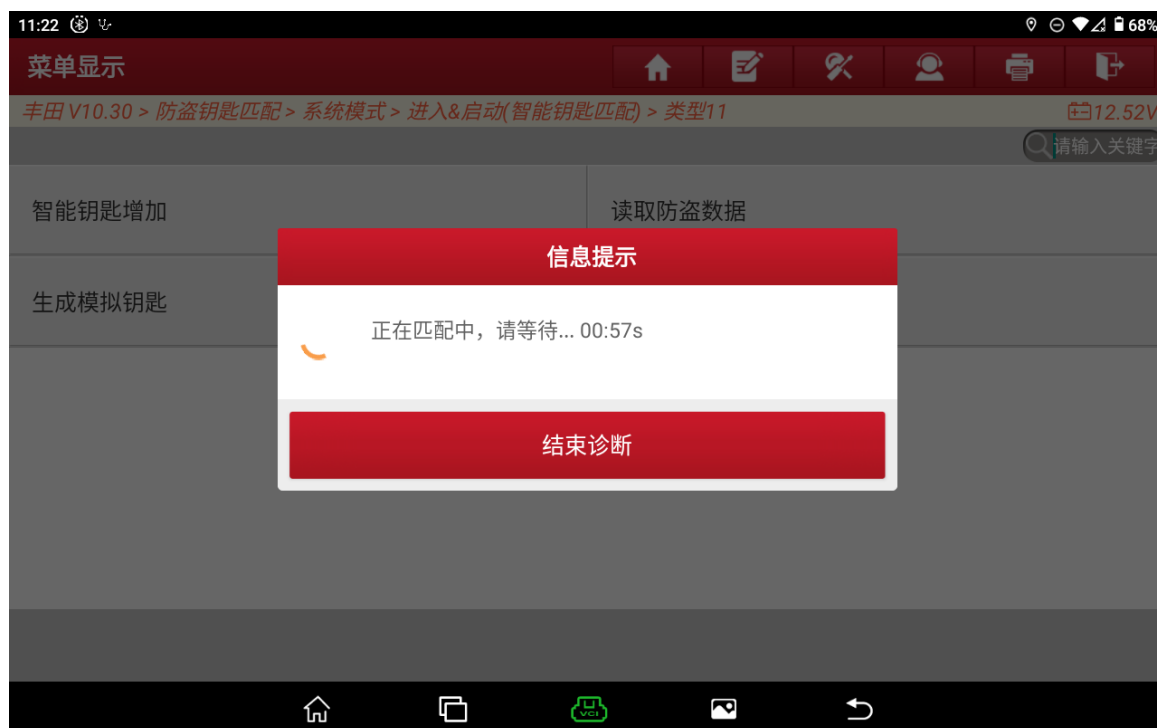 11:22
68%
菜单显示
丰田 V10.30 > 防盗钥匙匹配 > 系统模式 > 进入&启动(智能钥匙匹配) > 类型11
12.52V
请输入关键字
智能钥匙增加
读取防盗数据
信息提示
生成模拟钥匙
正在匹配中，请等待... 00:57s
结束诊断
VCI